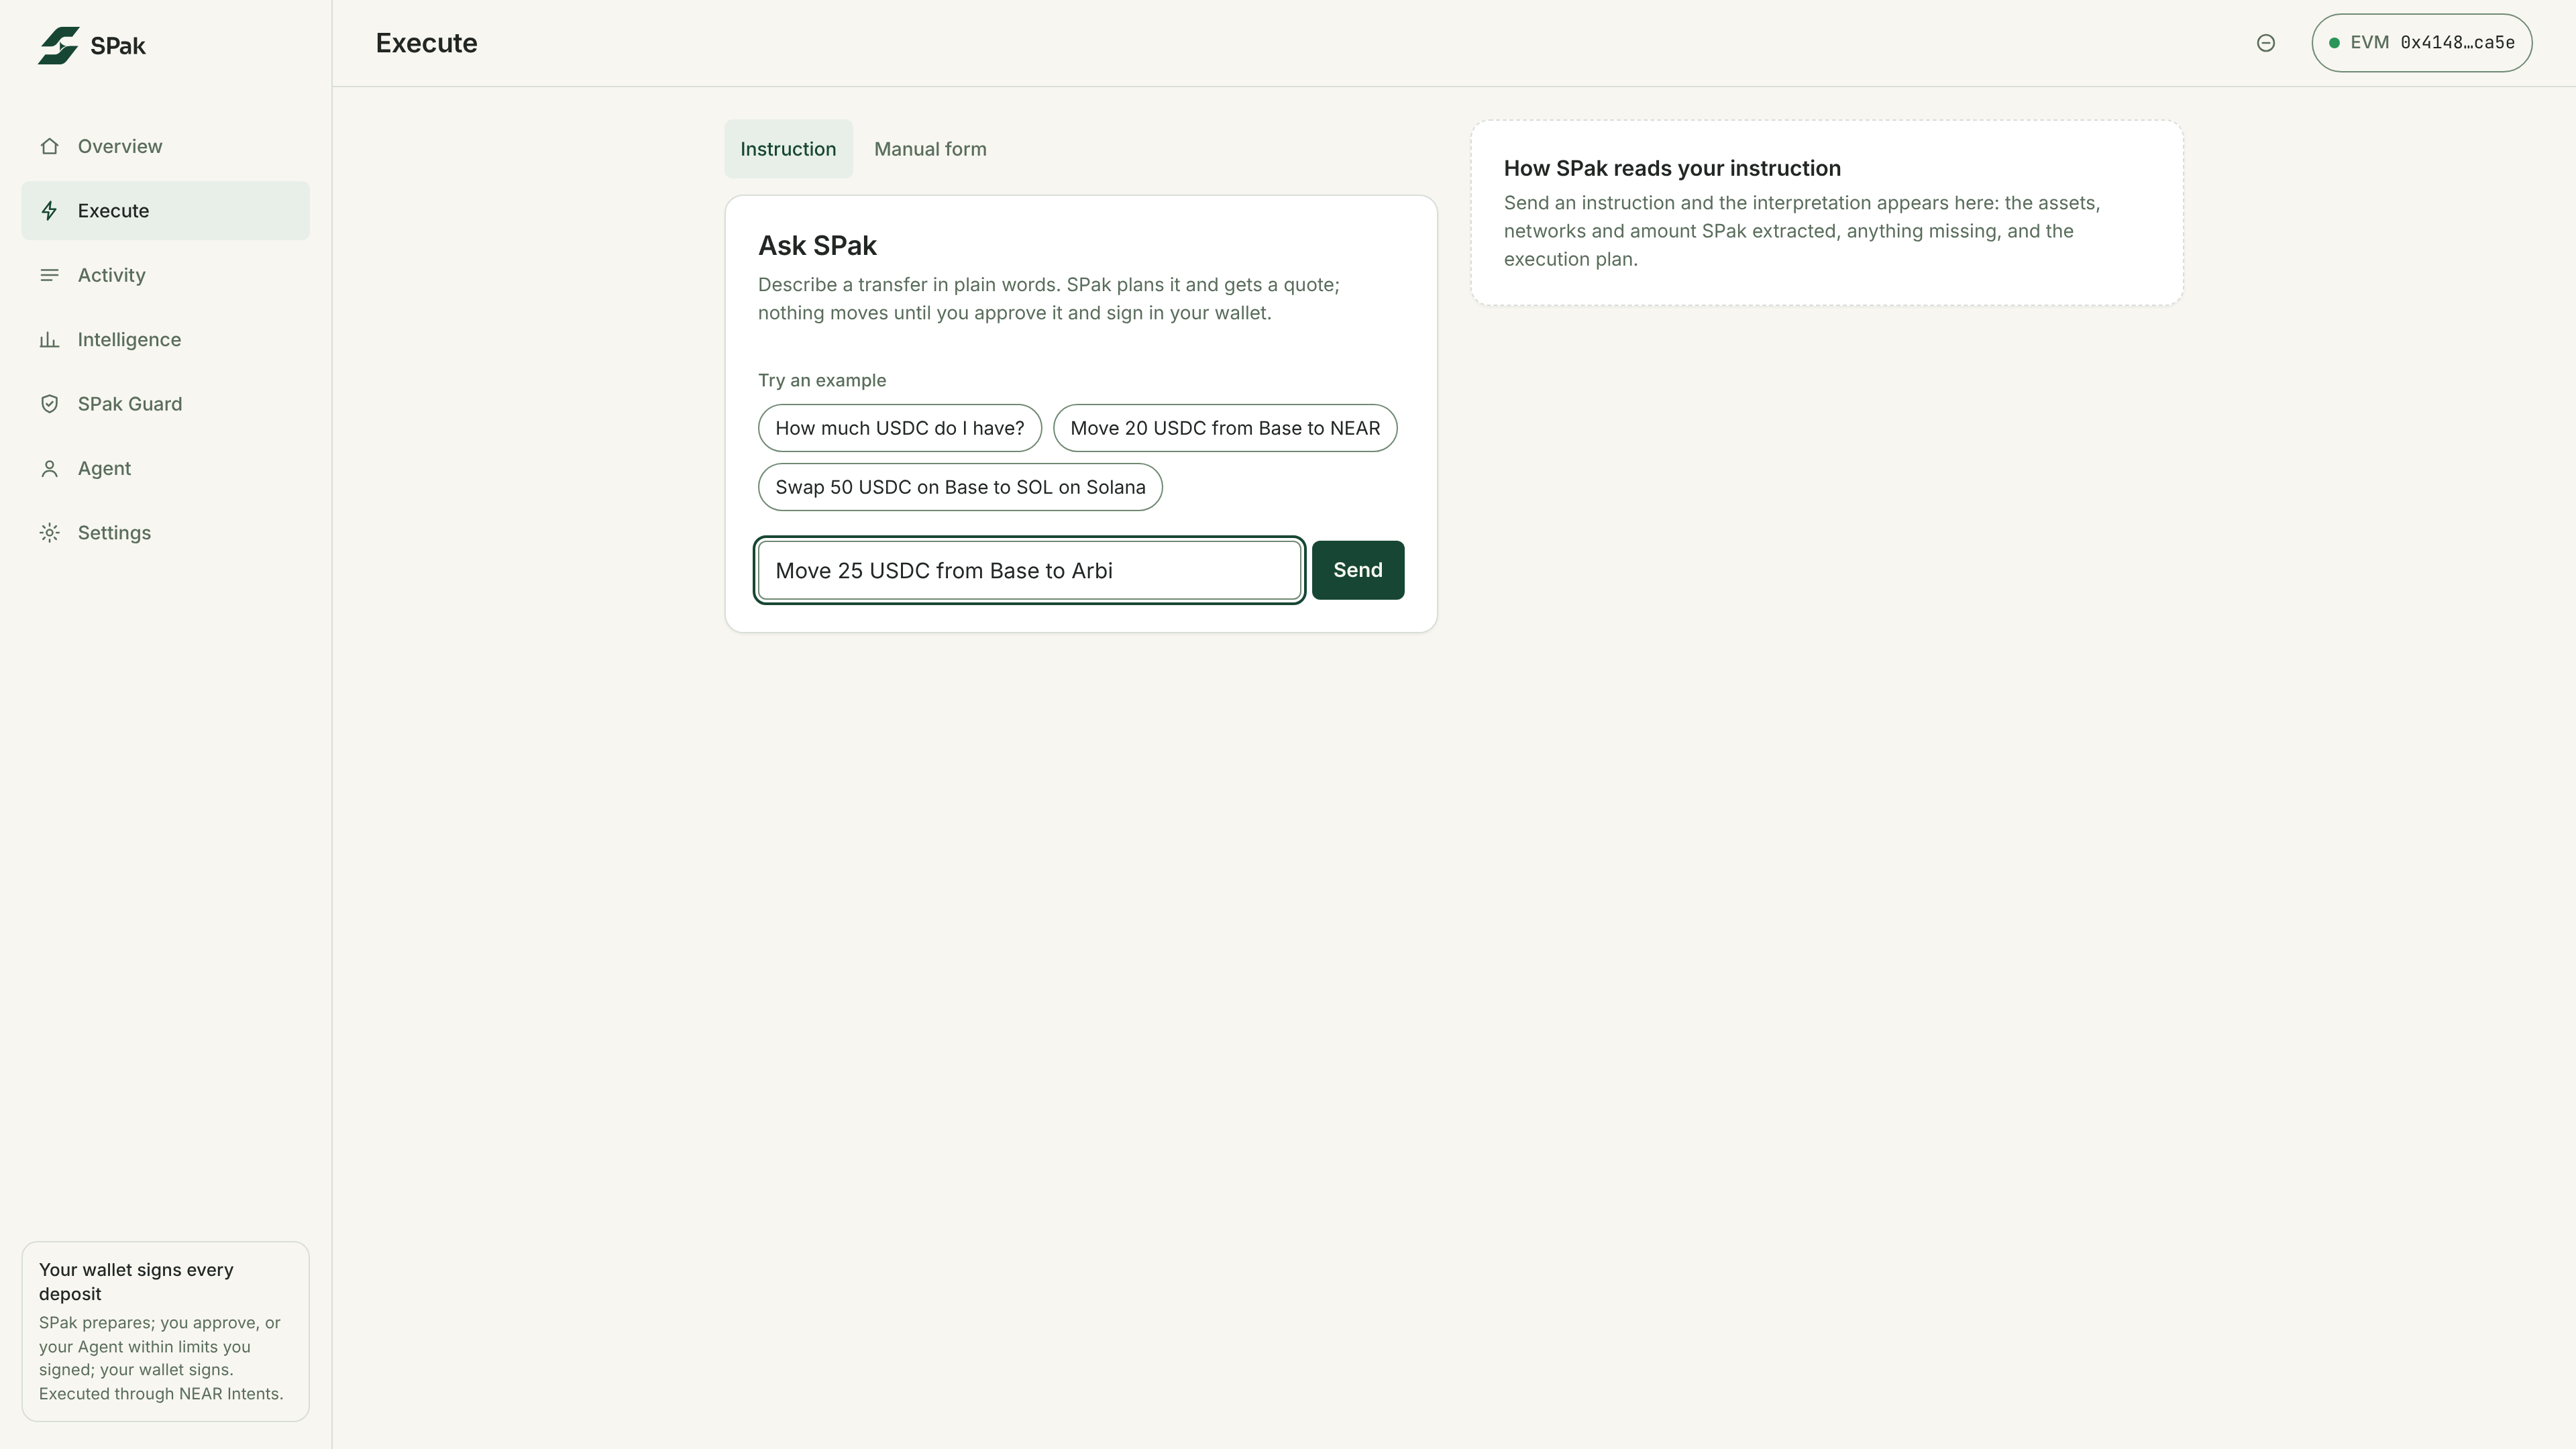 SPak
Execute
EVM 0x4148…ca5e
Overview
Execute
Activity
Intelligence
SPak Guard
Agent
Settings
Instruction
Manual form
Ask SPak
Describe a transfer in plain words. SPak plans it and gets a quote;
nothing moves until you approve it and sign in your wallet.
Try an example
How much USDC do I have?
Move 20 USDC from Base to NEAR
Swap 50 USDC on Base to SOL on Solana
Move 25 USDC from Base to Arbi
Send
How SPak reads your instruction
Send an instruction and the interpretation appears here: the assets,
networks and amount SPak extracted, anything missing, and the
execution plan.
Your wallet signs every
deposit
SPak prepares; you approve, or
your Agent within limits you
signed; your wallet signs.
Executed through NEAR Intents.